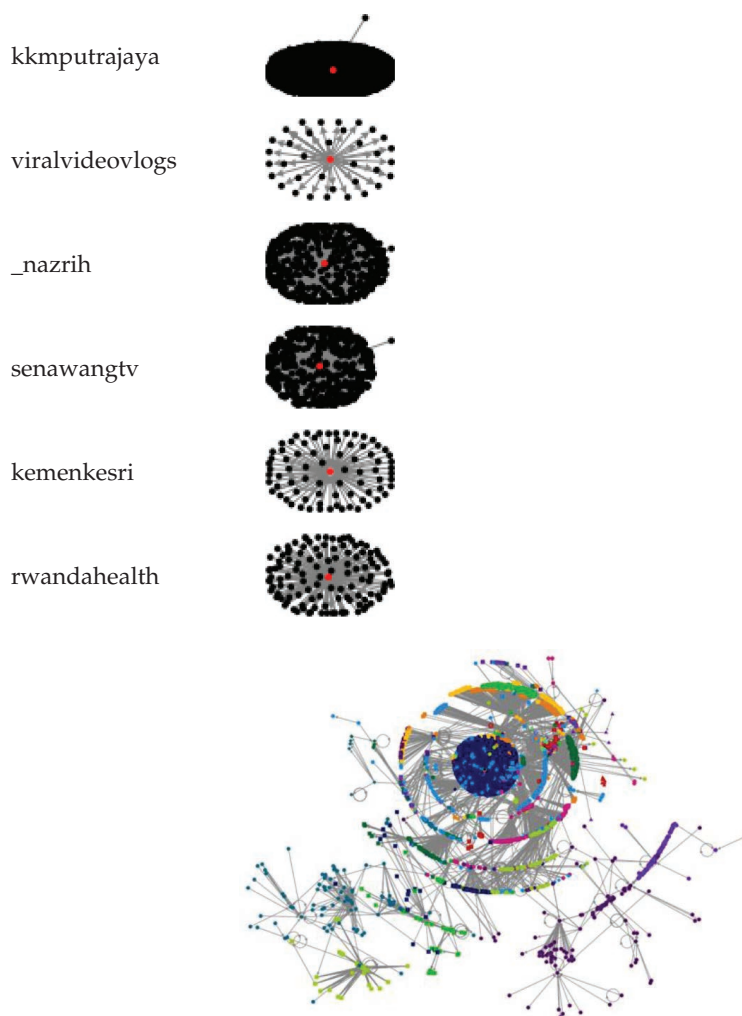 kkmputrajaya
viralvideovlogs
_nazrih
senawangtv
kemenkesri
rwandahealth